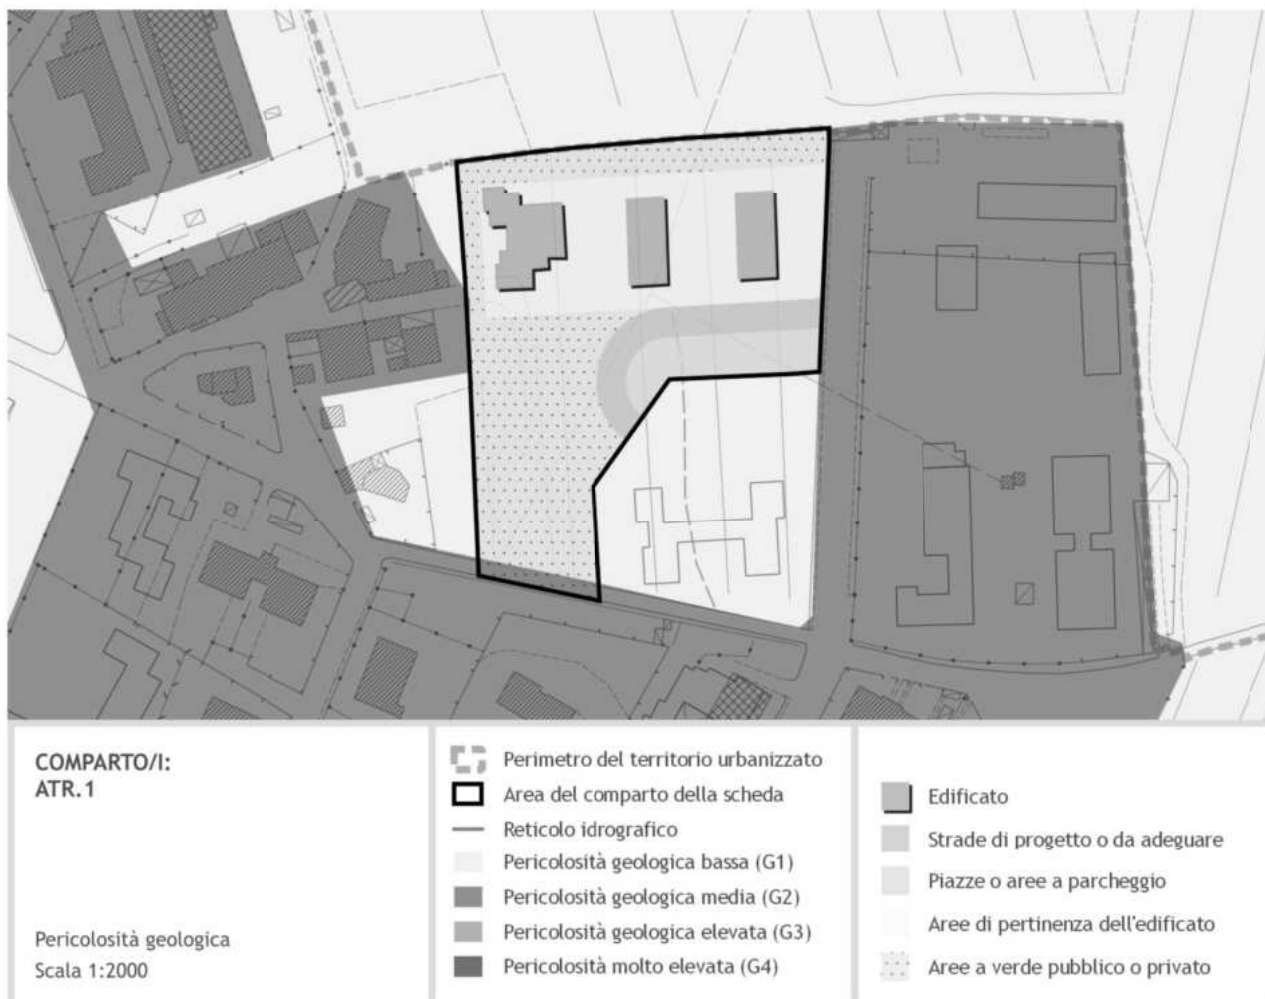 COMPARTO/I:
ATR.1
Pericolosità geologica
Scala 1:2000
Perimetro del territorio urbanizzato
Area del comparto della scheda
Reticolo idrografico
Pericolosità geologica bassa (G1)
Pericolosità geologica media (G2)
Pericolosità geologica elevata (G3)
Pericolosità molto elevata (G4)
Edificato
Strade di progetto o da adeguare
Piazze o aree a parcheggio
Aree di pertinenza dell'edificato
Aree a verde pubblico o privato